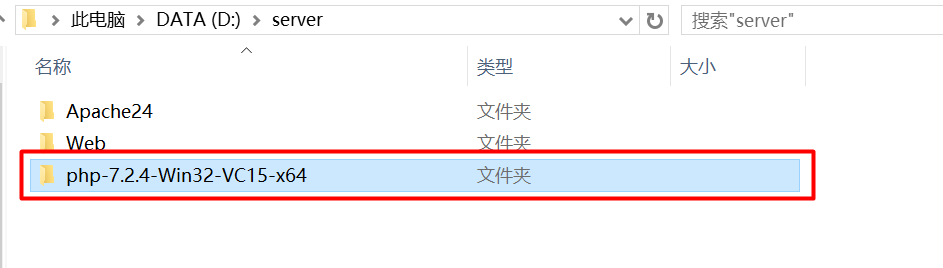 此电脑 > DATA (D:) > server
搜索"server"
名称 类型 大小
Apache24 文件夹
Web 文件夹
php-7.2.4-Win32-VC15-x64 文件夹